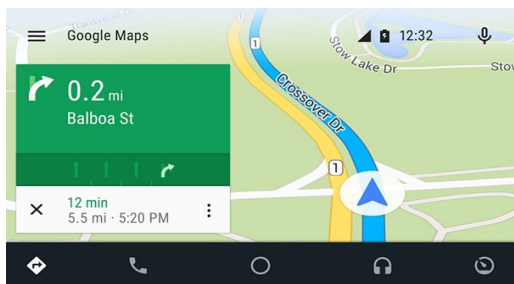 Transverse Dr
Google Maps
1
12:32
Stow Lake Dr
Stow
0.2 mi
Balboa St
Crossover Dr
1
12 min
5.5 mi · 5:20 PM